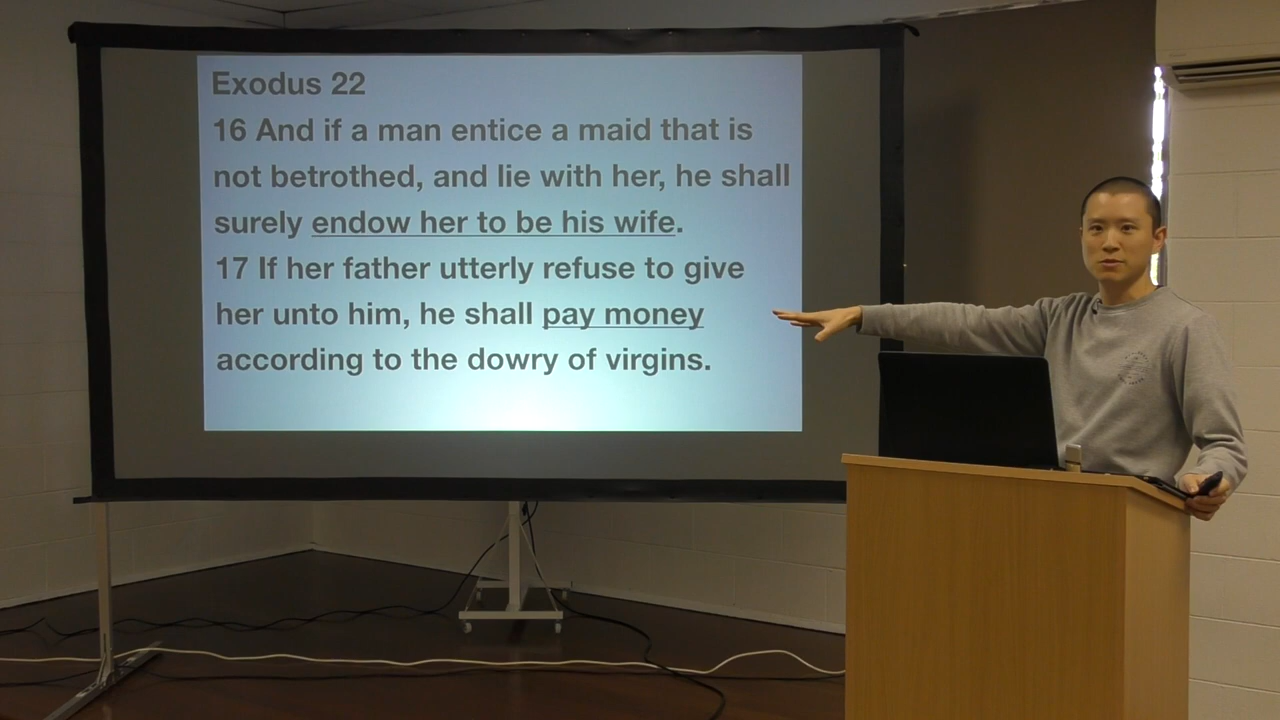 Exodus 22
16 And if a man entice a maid that is
not betrothed, and lie with her, he shall
surely endow her to be his wife.
17 If her father utterly refuse to give
her unto him, he shall pay money
according to the dowry of virgins.